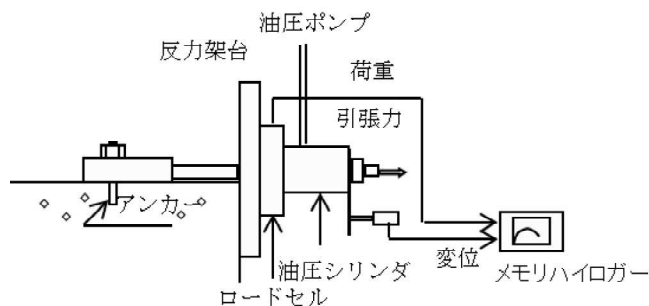 油圧ポンプ
反力架台
荷重
引張力
アンカー
油圧シリンダ
変位
メモリハイロガー
ロードセル